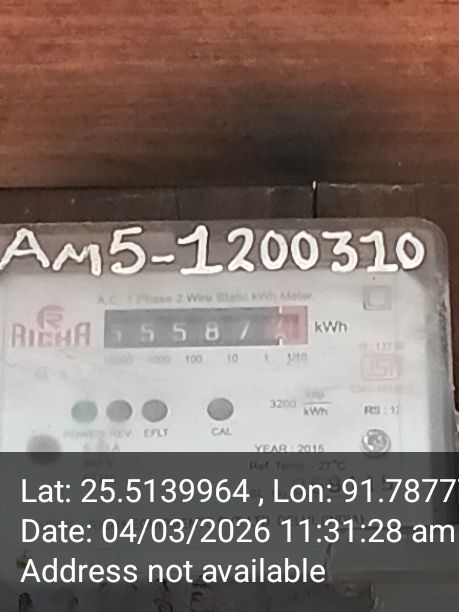 Am5-1200310
A.C. 1 Phase 2 Wire Static kWh Meter
RICHA
5 5 5 8 7 kWh
10000 1000 100 10 1 1/10
3200 imp/kWh
RS : 1
POWER REV. EFLT CAL
YEAR : 2015
Ref. Temp. - 27°C
Lat: 25.5139964 , Lon: 91.7877
Date: 04/03/2026 11:31:28 am
Address not available